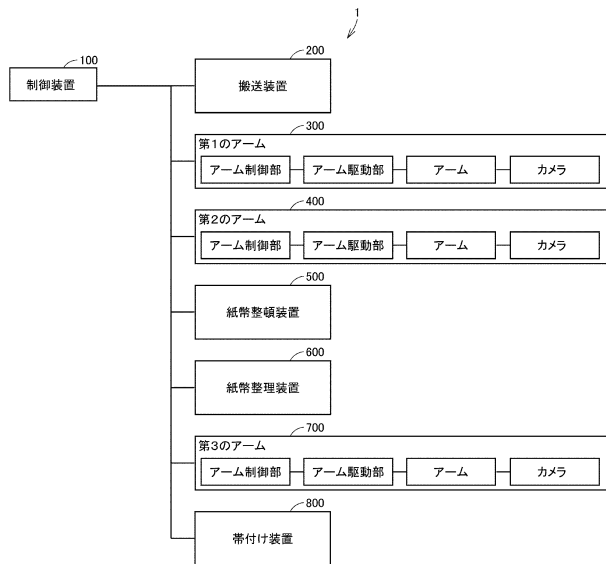 1
100
制御装置
200
搬送装置
300
第1のアーム
アーム制御部 アーム駆動部 アーム カメラ
400
第2のアーム
アーム制御部 アーム駆動部 アーム カメラ
500
紙幣整頓装置
600
紙幣整理装置
700
第3のアーム
アーム制御部 アーム駆動部 アーム カメラ
800
帯付け装置